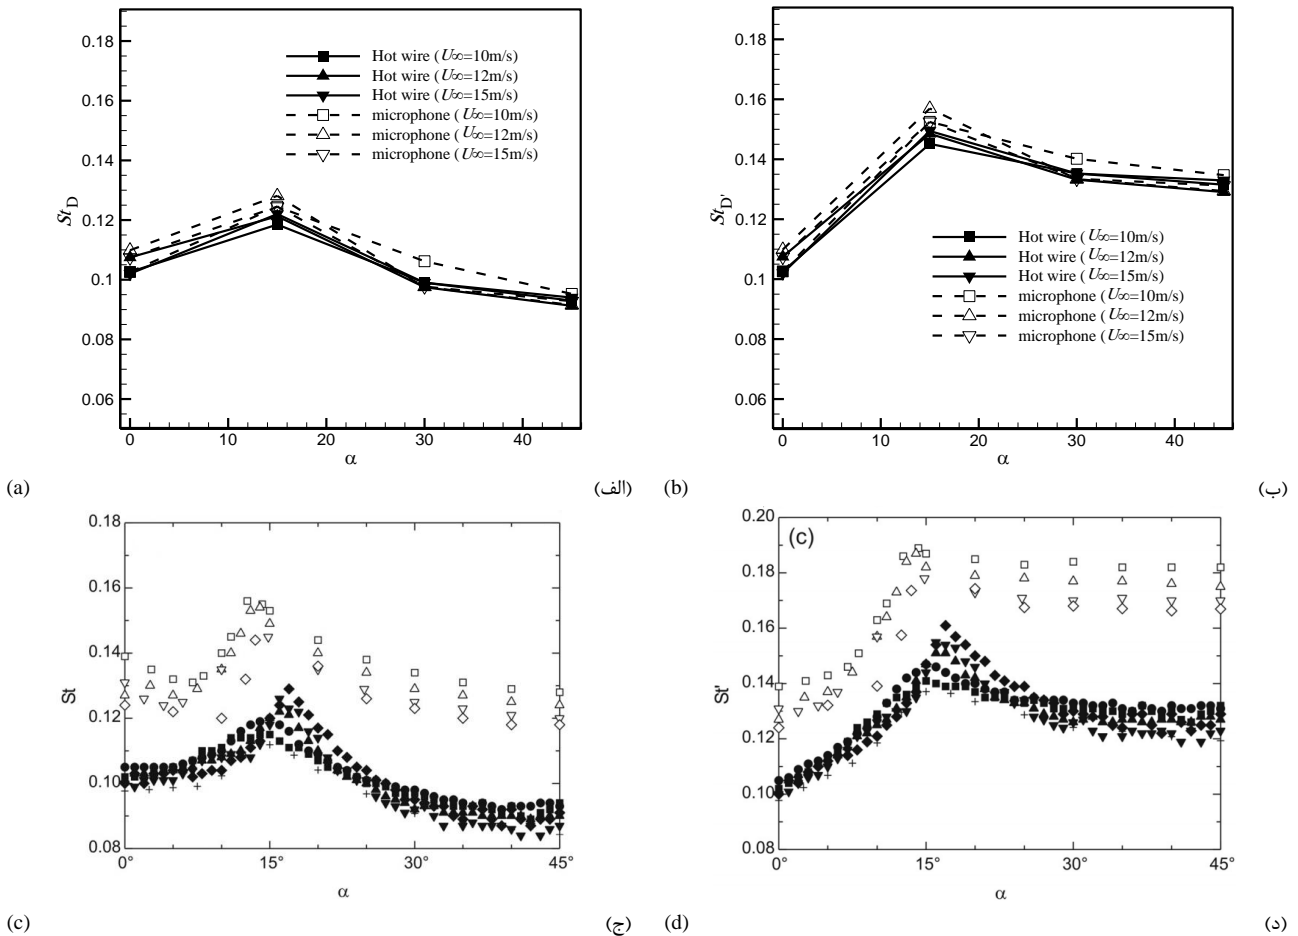 0.18
0.16
0.14
0.12
0.1
0.08
0.06
St_D
Hot wire ( U∞=10m/s)
Hot wire ( U∞=12m/s)
Hot wire ( U∞=15m/s)
microphone ( U∞=10m/s)
microphone ( U∞=12m/s)
microphone ( U∞=15m/s)
0 10 20 30 40
α
(a) (الف)
0.18
0.16
0.14
0.12
0.1
0.08
0.06
St_D'
Hot wire ( U∞=10m/s)
Hot wire ( U∞=12m/s)
Hot wire ( U∞=15m/s)
microphone ( U∞=10m/s)
microphone ( U∞=12m/s)
microphone ( U∞=15m/s)
0 10 20 30 40
α
(b) (ب)
0.18
0.16
0.14
0.12
0.10
0.08
St
0° 15° 30° 45°
α
(c) (ج)
(c)
0.20
0.18
0.16
0.14
0.12
0.10
0.08
St'
0° 15° 30° 45°
α
(d) (د)